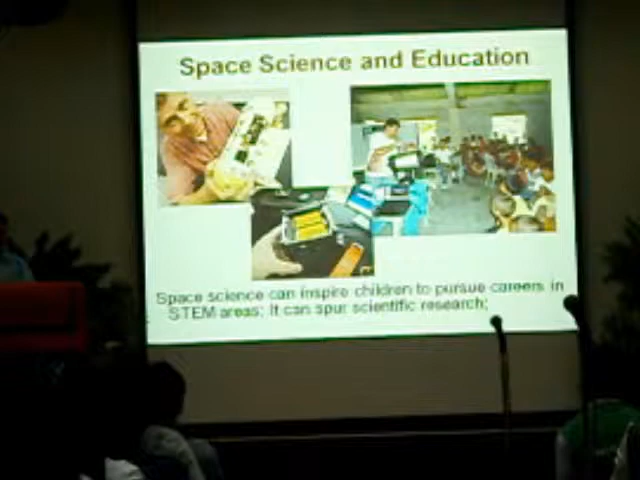 Space Science and Education
Space science can inspire children to pursue careers in
STEM areas; It can spur scientific research;